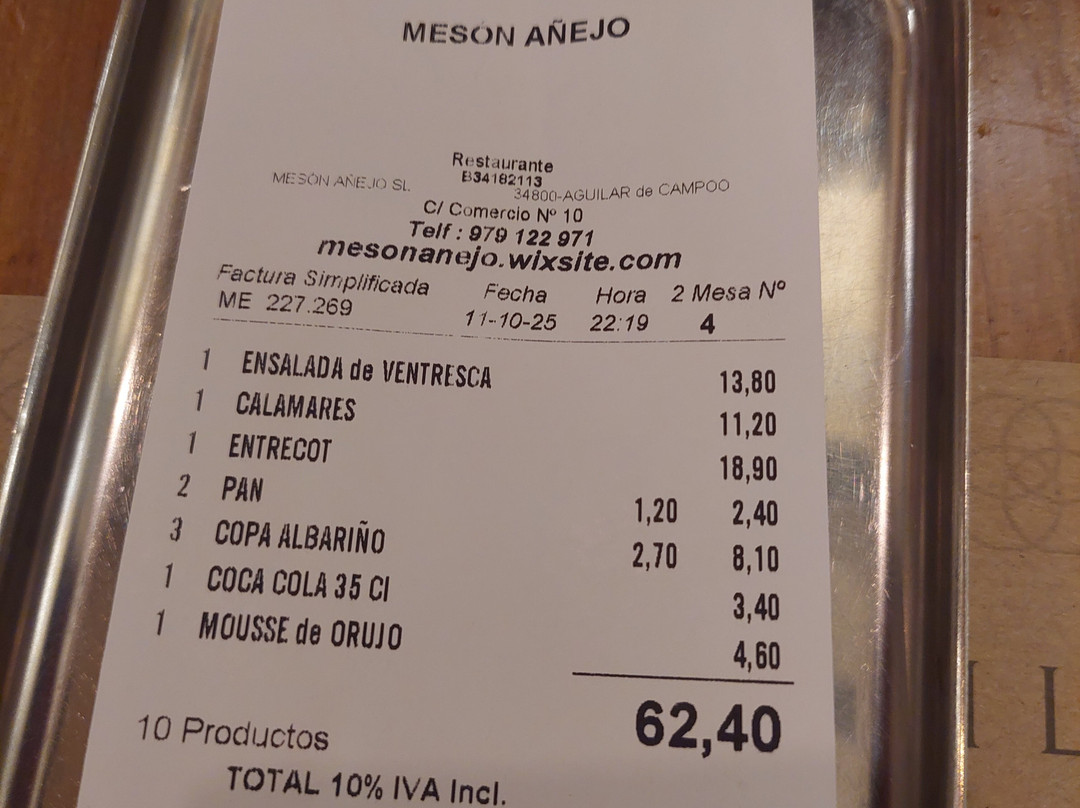 MESÓN AÑEJO
Restaurante
MESÓN AÑEJO SL B34182113 34800-AGUILAR de CAMPOO
C/ Comercio Nº 10
Telf : 979 122 971
mesonanejo.wixsite.com
Factura Simplificada Fecha Hora 2 Mesa Nº
ME 227.269 11-10-25 22:19 4
1 ENSALADA de VENTRESCA 13,80
1 CALAMARES 11,20
1 ENTRECOT 18,90
2 PAN 1,20 2,40
3 COPA ALBARIÑO 2,70 8,10
1 COCA COLA 35 Cl 3,40
1 MOUSSE de ORUJO 4,60
10 Productos 62,40
TOTAL 10% IVA Incl.